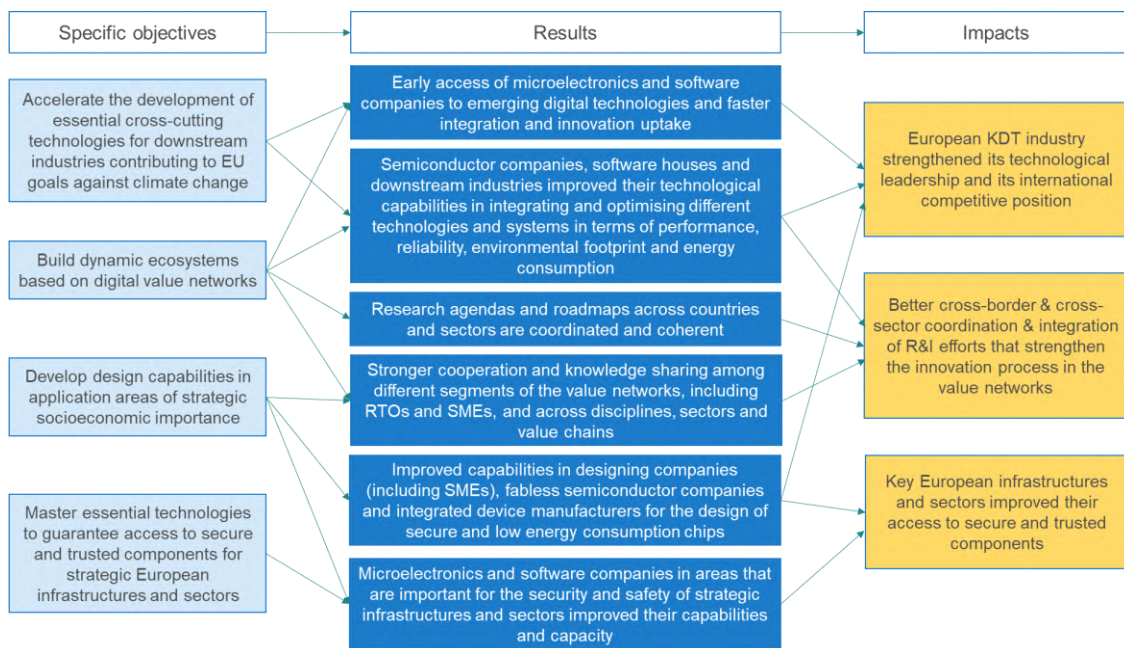 Specific objectives
Results
Impacts
Accelerate the development of
essential cross-cutting
technologies for downstream
industries contributing to EU
goals against climate change
Build dynamic ecosystems
based on digital value networks
Develop design capabilities in
application areas of strategic
socioeconomic importance
Master essential technologies
to guarantee access to secure
and trusted components for
strategic European
infrastructures and sectors
Early access of microelectronics and software
companies to emerging digital technologies and faster
integration and innovation uptake
Semiconductor companies, software houses and
downstream industries improved their technological
capabilities in integrating and optimising different
technologies and systems in terms of performance,
reliability, environmental footprint and energy
consumption
Research agendas and roadmaps across countries
and sectors are coordinated and coherent
Stronger cooperation and knowledge sharing among
different segments of the value networks, including
RTOs and SMEs, and across disciplines, sectors and
value chains
Improved capabilities in designing companies
(including SMEs), fabless semiconductor companies
and integrated device manufacturers for the design of
secure and low energy consumption chips
Microelectronics and software companies in areas that
are important for the security and safety of strategic
infrastructures and sectors improved their capabilities
and capacity
European KDT industry
strengthened its technological
leadership and its international
competitive position
Better cross-border & cross-
sector coordination & integration
of R&I efforts that strengthen
the innovation process in the
value networks
Key European infrastructures
and sectors improved their
access to secure and trusted
components